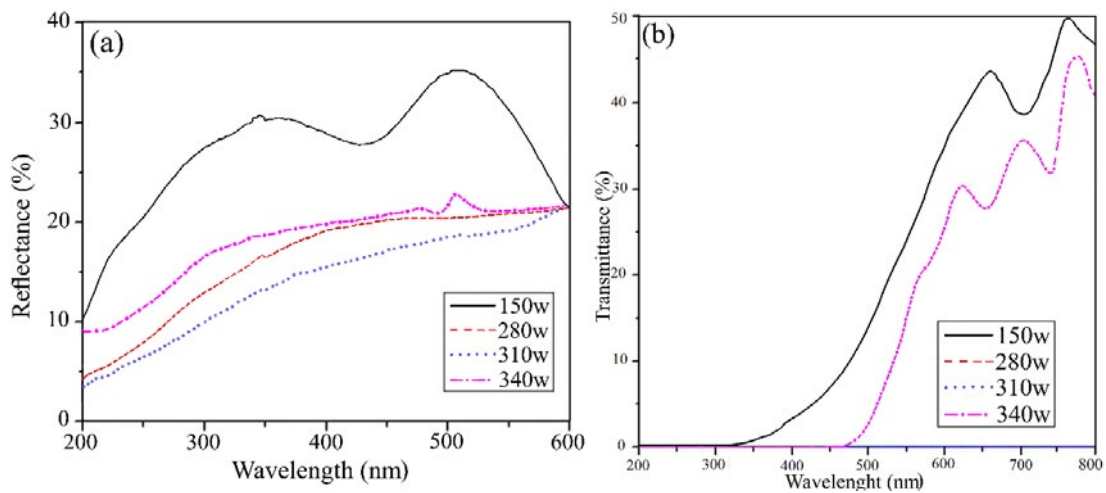 (a)
Reflectance (%)
40
30
20
10
0
200 300 400 500 600
Wavelength (nm)
150w
280w
310w
340w
(b)
Transmittance (%)
50
40
30
20
10
0
200 300 400 500 600 700 800
Wavelenght (nm)
150w
280w
310w
340w